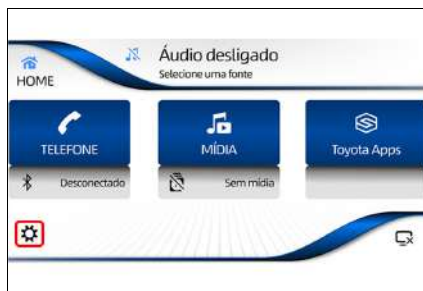 Áudio desligado
Selecione uma fonte
HOME
TELEFONE
MÍDIA
Toyota Apps
Desconectado
Sem mídia